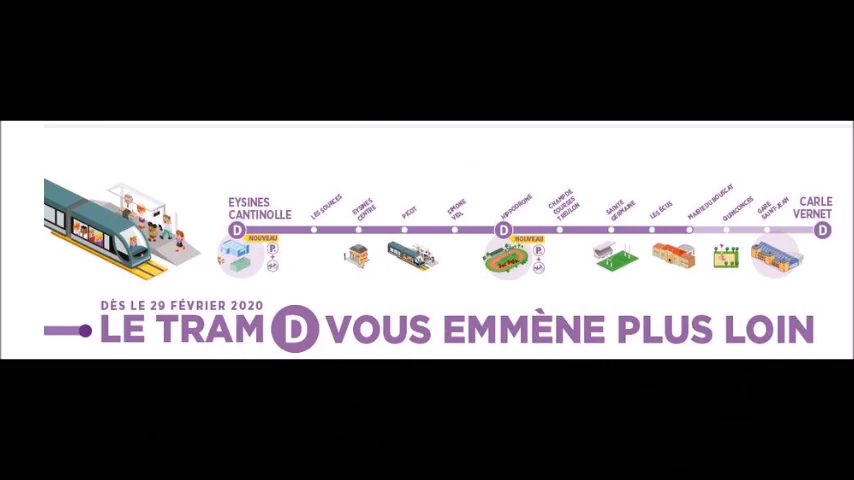 EYSINES
CANTINOLLE
LES SOURCES
EYSINES
CENTRE
PICOT
SIMONE
VEIL
HIPPODROME
CHAMP DE
COURSES
SAINTE
GERMAINE
LES ÉCUS
MAIRIE DU BOUSCAT
QUINCONCES
GARE
SAINT-JEAN
CARLE
VERNET
D
D
D
NOUVEAU
P
+
NOUVEAU
P
+
DÈS LE 29 FÉVRIER 2020
LE TRAM D VOUS EMMÈNE PLUS LOIN